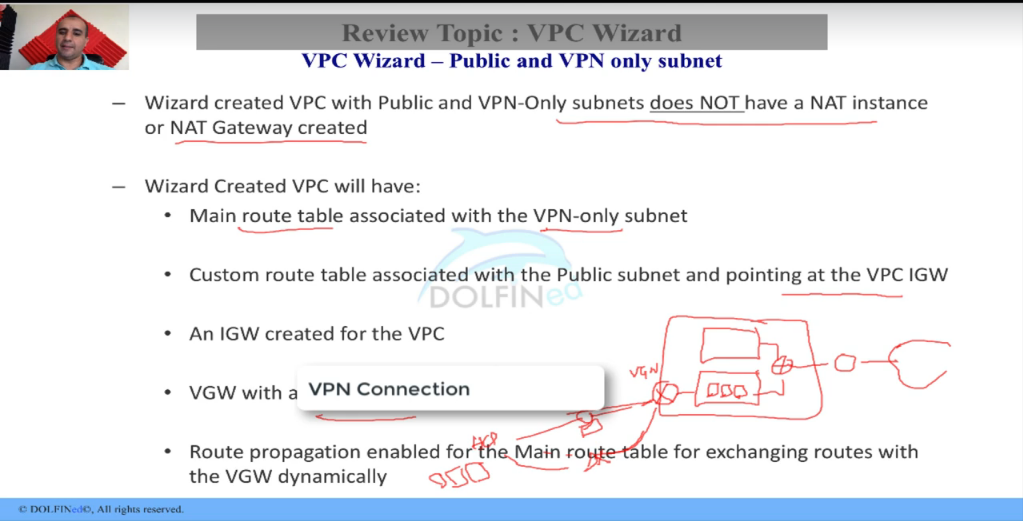 Review Topic : VPC Wizard
VPC Wizard – Public and VPN only subnet
– Wizard created VPC with Public and VPN-Only subnets does NOT have a NAT instance
or NAT Gateway created
– Wizard Created VPC will have:
• Main route table associated with the VPN-only subnet
• Custom route table associated with the Public subnet and pointing at the VPC IGW
DOLFINed
• An IGW created for the VPC
VGW
• VGW with a VPN Connection
• Route propagation enabled for the Main route table for exchanging routes with
the VGW dynamically
© DOLFINed©, All rights reserved.